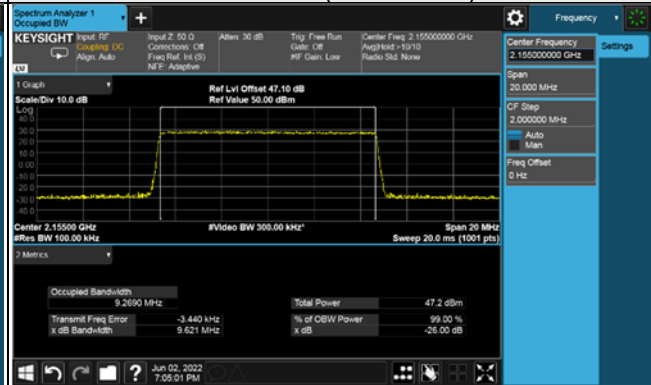 Spectrum Analyzer 1
Occupied BW
Frequency
KEYSIGHT
Input: RF
Coupling: DC
Align: Auto
Input Z: 50 Ω
Corrections: Off
Freq Ref: Int (S)
NFE: Adaptive
Atten: 36 dB
Trig: Free Run
Gate: Off
#IF Gain: Low
Center Freq: 2.155000000 GHz
Avg|Hold:>10/10
Radio Std: None
Center Frequency
2.155000000 GHz
Settings
Span
20.000 MHz
CF Step
2.000000 MHz
Auto
Man
Freq Offset
0 Hz
1 Graph
Scale/Div 10.0 dB
Ref Lvl Offset 47.10 dB
Ref Value 50.00 dBm
Log
40.0
30.0
20.0
10.0
0.00
-10.0
-20.0
-30.0
-40.0
Center 2.15500 GHz
#Video BW 300.00 kHz*
Span 20 MHz
#Res BW 100.00 kHz
Sweep 20.0 ms (1001 pts)
2 Metrics
Occupied Bandwidth
9.2690 MHz
Total Power
47.2 dBm
Transmit Freq Error
-3.440 kHz
% of OBW Power
99.00 %
x dB Bandwidth
9.621 MHz
x dB
-26.00 dB
?
Jun 02, 2022
7:05:01 PM